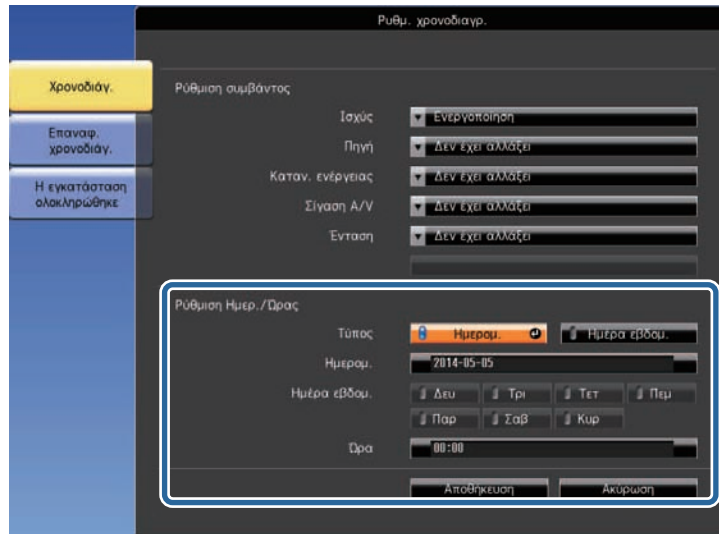 Ρυθμ. χρονοδιαγρ.
Χρονοδιάγ.
Επαναφ.
χρονοδιάγ.
Η εγκατάσταση
ολοκληρώθηκε
Ρύθμιση συμβάντος
Ισχύς Ενεργοποίηση
Πηγή Δεν έχει αλλάξει
Καταν. ενέργειας Δεν έχει αλλάξει
Σίγαση A/V Δεν έχει αλλάξει
Ένταση Δεν έχει αλλάξει
Ρύθμιση Ημερ./Ώρας
Τύπος Ημερομ. Ημέρα εβδομ.
Ημερομ. 2014-05-05
Ημέρα εβδομ. Δευ Τρι Τετ Πεμ
Παρ Σαβ Κυρ
Ώρα 00:00
Αποθήκευση Ακύρωση